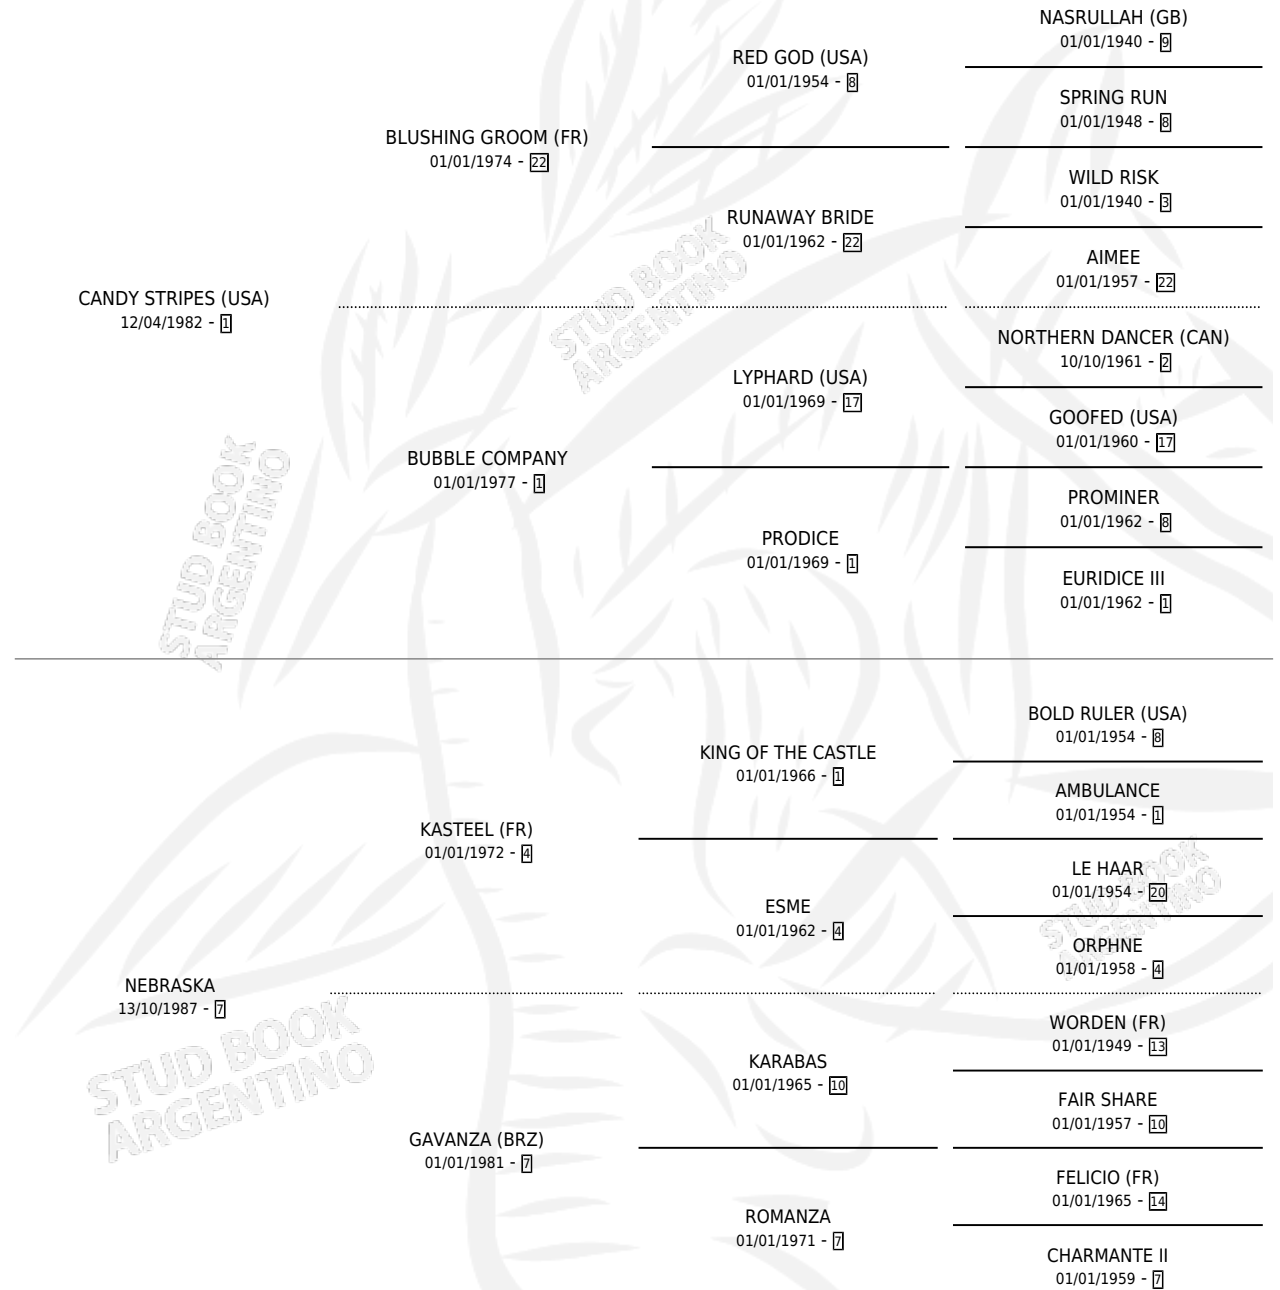 NASRULLAH (GB)
01/01/1940 - 9
RED GOD (USA)
01/01/1954 - 8
SPRING RUN
01/01/1948 - 8
BLUSHING GROOM (FR)
01/01/1974 - 22
WILD RISK
01/01/1940 - 3
RUNAWAY BRIDE
01/01/1962 - 22
AIMEE
01/01/1957 - 22
CANDY STRIPES (USA)
12/04/1982 - 1
NORTHERN DANCER (CAN)
10/10/1961 - 2
LYPHARD (USA)
01/01/1969 - 17
GOOFED (USA)
01/01/1960 - 17
BUBBLE COMPANY
01/01/1977 - 1
PROMINER
01/01/1962 - 8
PRODICE
01/01/1969 - 1
EURIDICE III
01/01/1962 - 1
BOLD RULER (USA)
01/01/1954 - 8
KING OF THE CASTLE
01/01/1966 - 1
AMBULANCE
01/01/1954 - 1
KASTEEL (FR)
01/01/1972 - 4
LE HAAR
01/01/1954 - 20
ESME
01/01/1962 - 4
ORPHNE
01/01/1958 - 4
NEBRASKA
13/10/1987 - 7
WORDEN (FR)
01/01/1949 - 13
KARABAS
01/01/1965 - 10
FAIR SHARE
01/01/1957 - 10
GAVANZA (BRZ)
01/01/1981 - 7
FELICIO (FR)
01/01/1965 - 14
ROMANZA
01/01/1971 - 7
CHARMANTE II
01/01/1959 - 7
STUD BOOK
ARGENTINO
STUD BOOK
ARGENTINO
STUD BOOK
ARGENTINO
STUD BOOK
ARGENTINO